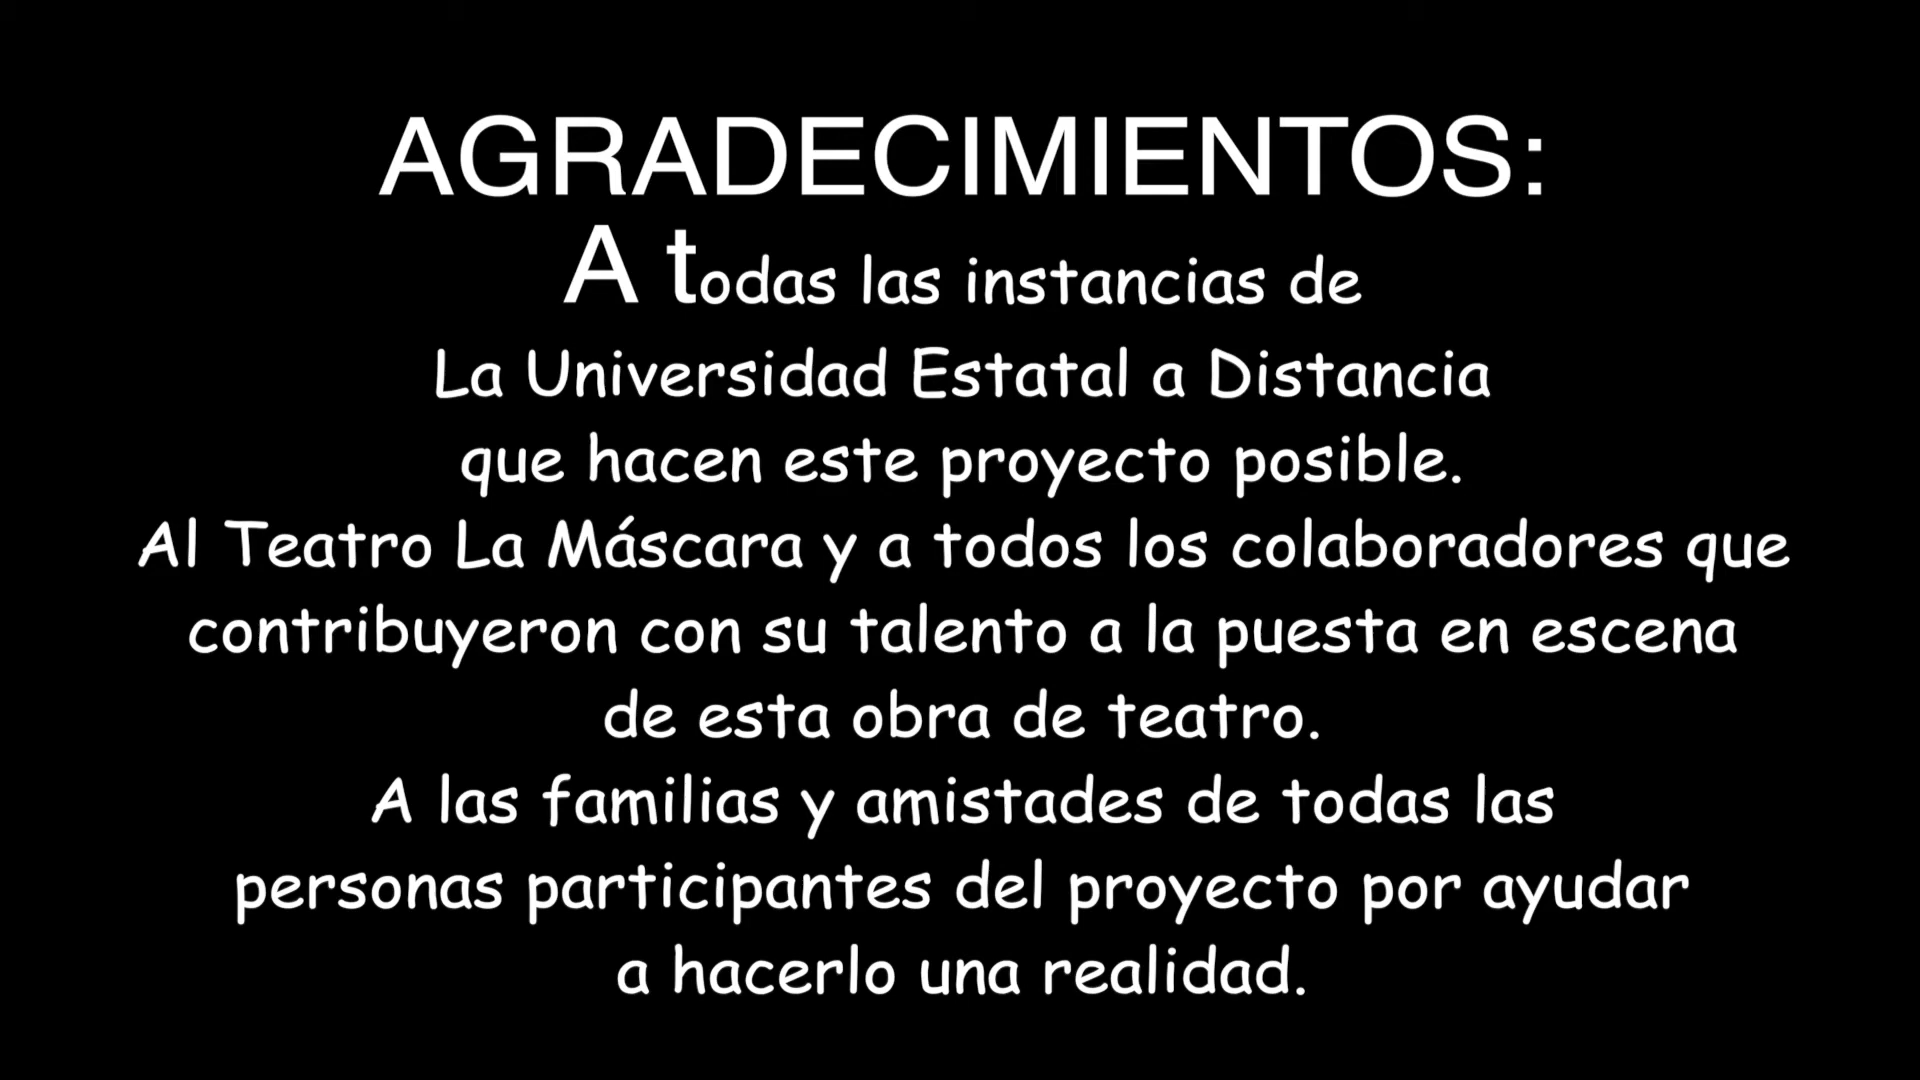 AGRADECIMIENTOS:
A todas las instancias de
La Universidad Estatal a Distancia
que hacen este proyecto posible.
Al Teatro La Máscara y a todos los colaboradores que
contribuyeron con su talento a la puesta en escena
de esta obra de teatro.
A las familias y amistades de todas las
personas participantes del proyecto por ayudar
a hacerlo una realidad.